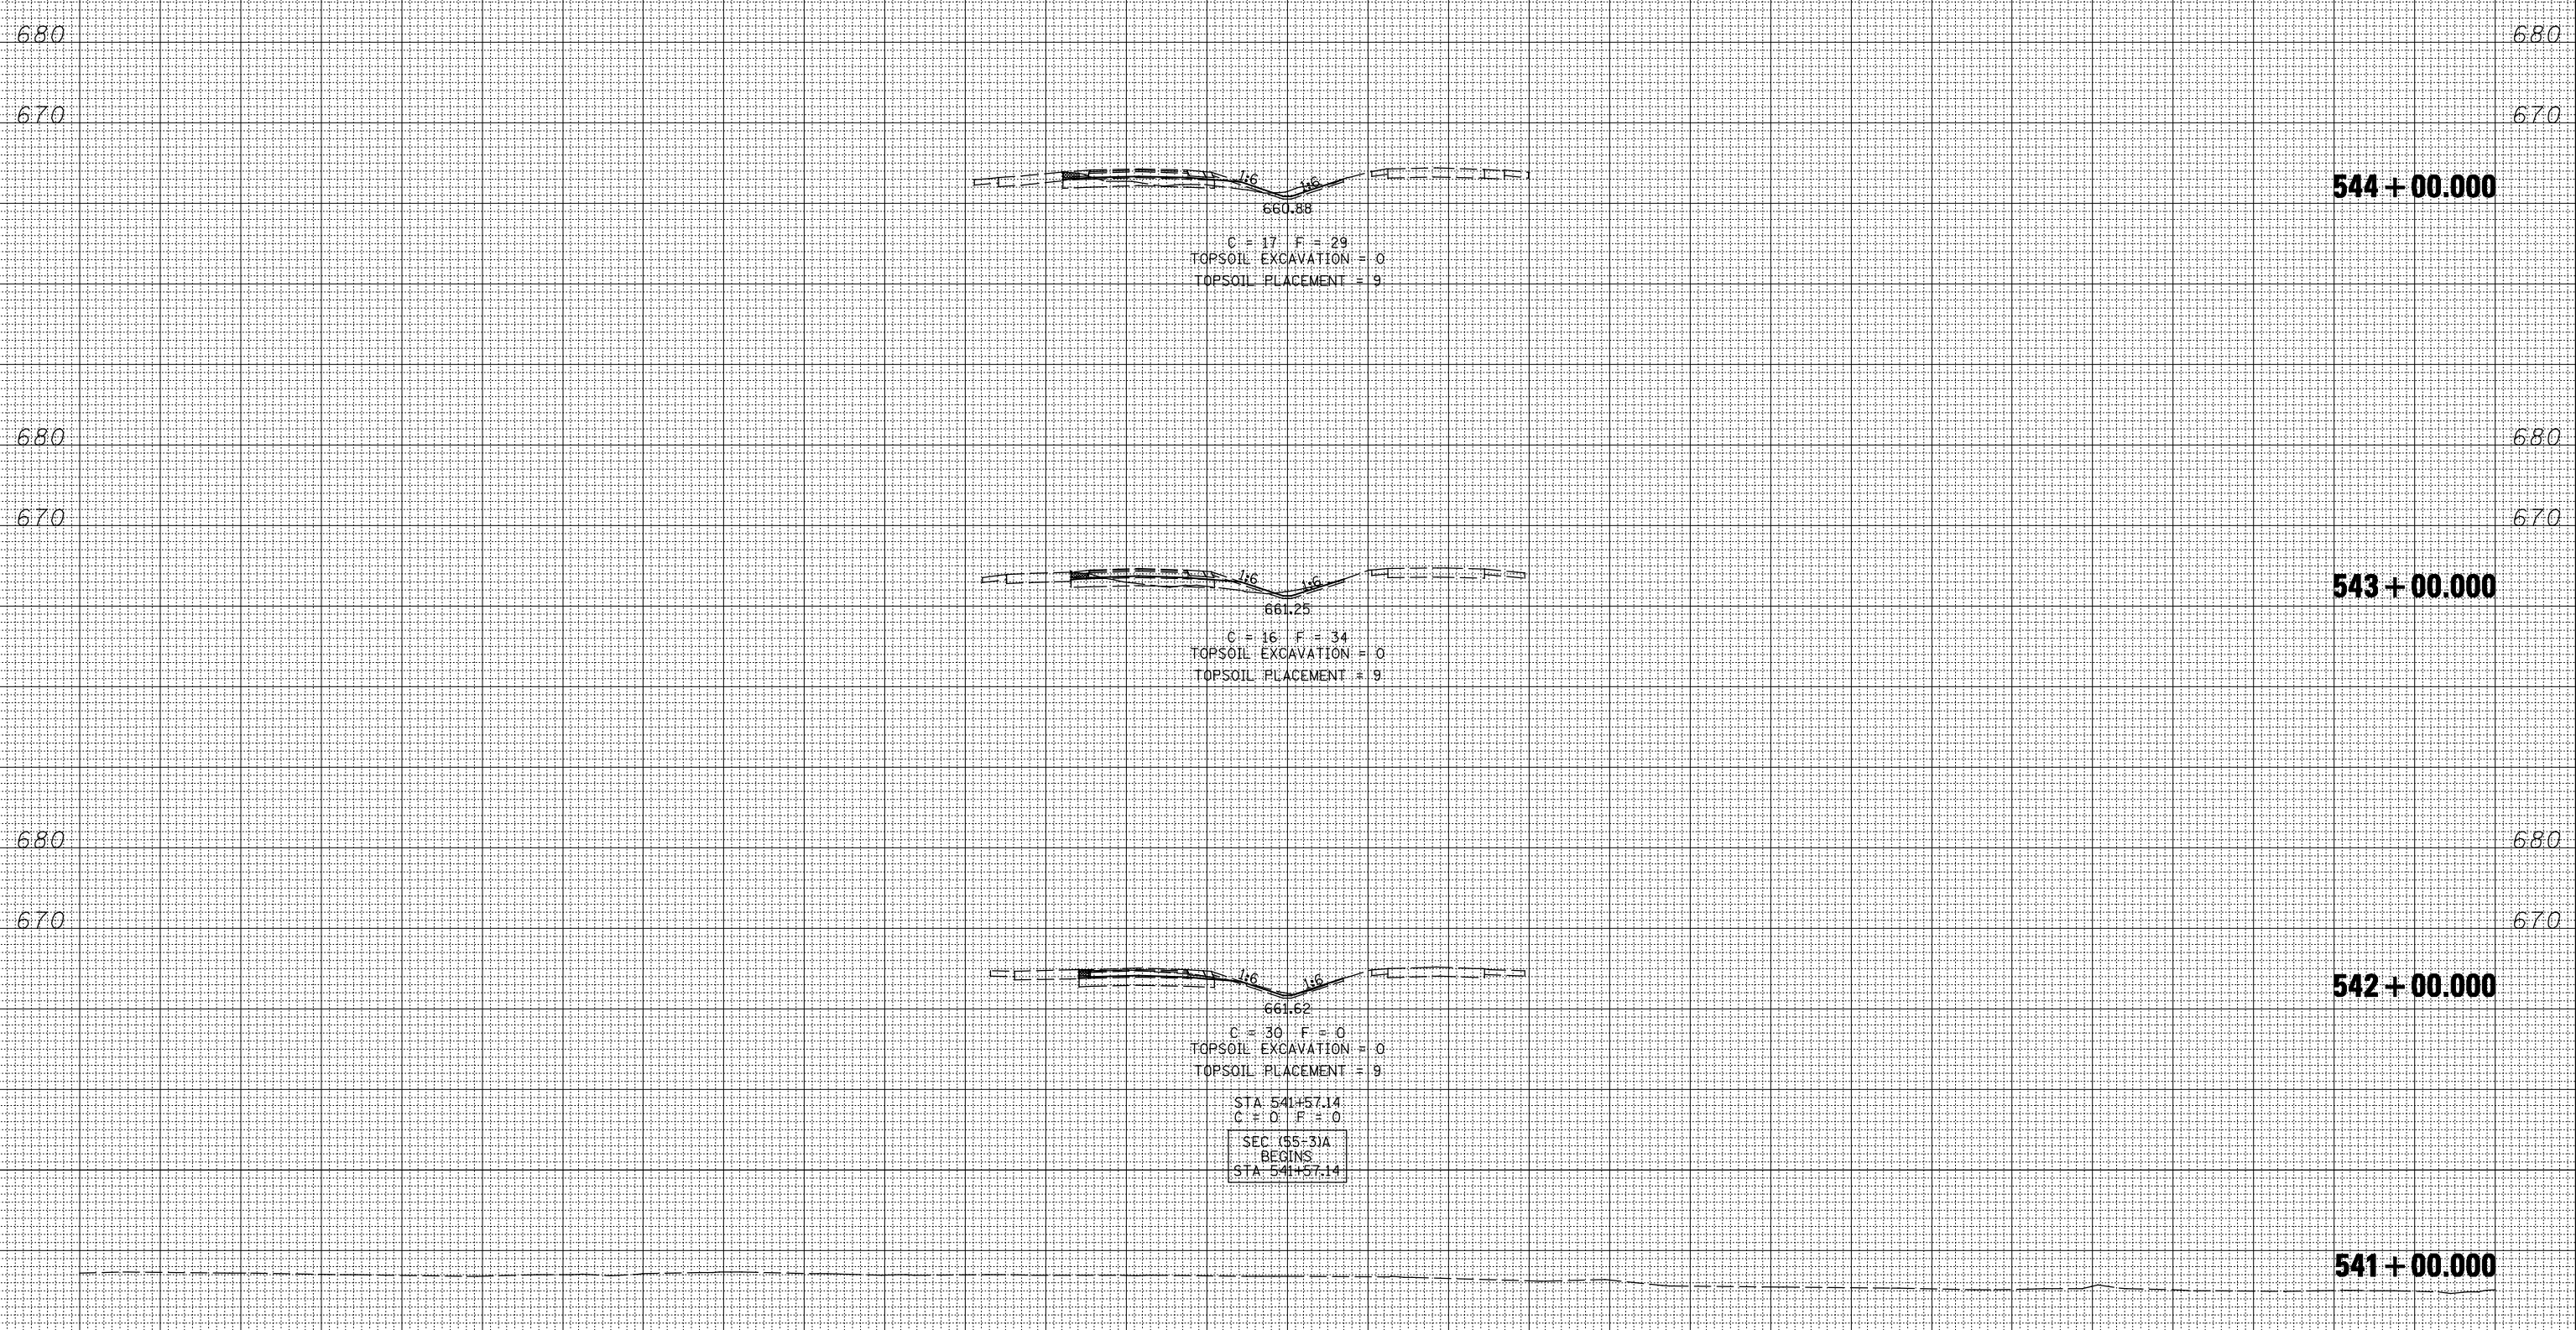 680 680
670 670
1:6 1:6
544+00.000
660.88
C = 17 F = 29
TOPSOIL EXCAVATION = 0
TOPSOIL PLACEMENT = 9
680 680
670 670
1:6 1:6
543+00.000
661.25
C = 16 F = 34
TOPSOIL EXCAVATION = 0
TOPSOIL PLACEMENT = 9
680 680
670 670
1:6 1:6
542+00.000
661.62
C = 30 F = 0
TOPSOIL EXCAVATION = 0
TOPSOIL PLACEMENT = 9
STA 541+57.14
C = 0 F = 0
SEC (55-3)A
BEGINS
STA 541+57.14
541+00.000